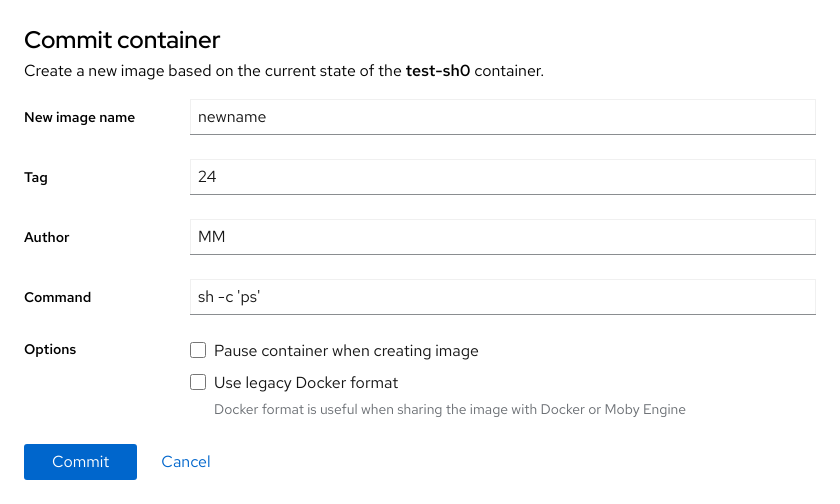 Commit container
Create a new image based on the current state of the test-sh0 container.
New image name
newname
Tag
24
Author
MM
Command
sh -c 'ps'
Options
Pause container when creating image
Use legacy Docker format
Docker format is useful when sharing the image with Docker or Moby Engine
Commit
Cancel